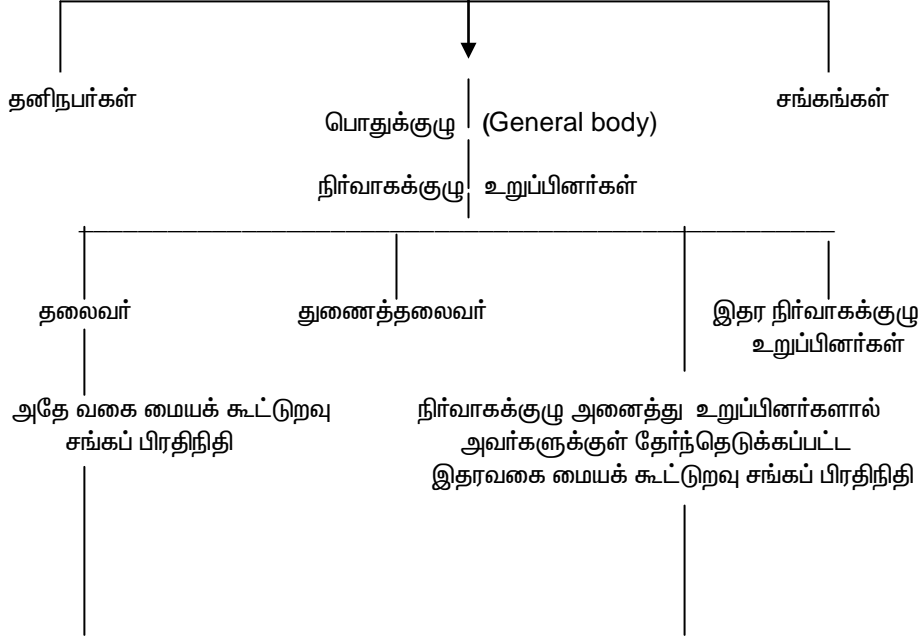 தனிநபர்கள்
சங்கங்கள்
பொதுக்குழு (General body)
நிர்வாகக்குழு உறுப்பினர்கள்
தலைவர்
துணைத்தலைவர்
இதர நிர்வாகக்குழு
உறுப்பினர்கள்
அதே வகை மையக் கூட்டுறவு
சங்கப் பிரதிநிதி
நிர்வாகக்குழு அனைத்து உறுப்பினர்களால்
அவர்களுக்குள் தேர்ந்தெடுக்கப்பட்ட
இதரவகை மையக் கூட்டுறவு சங்கப் பிரதிநிதி